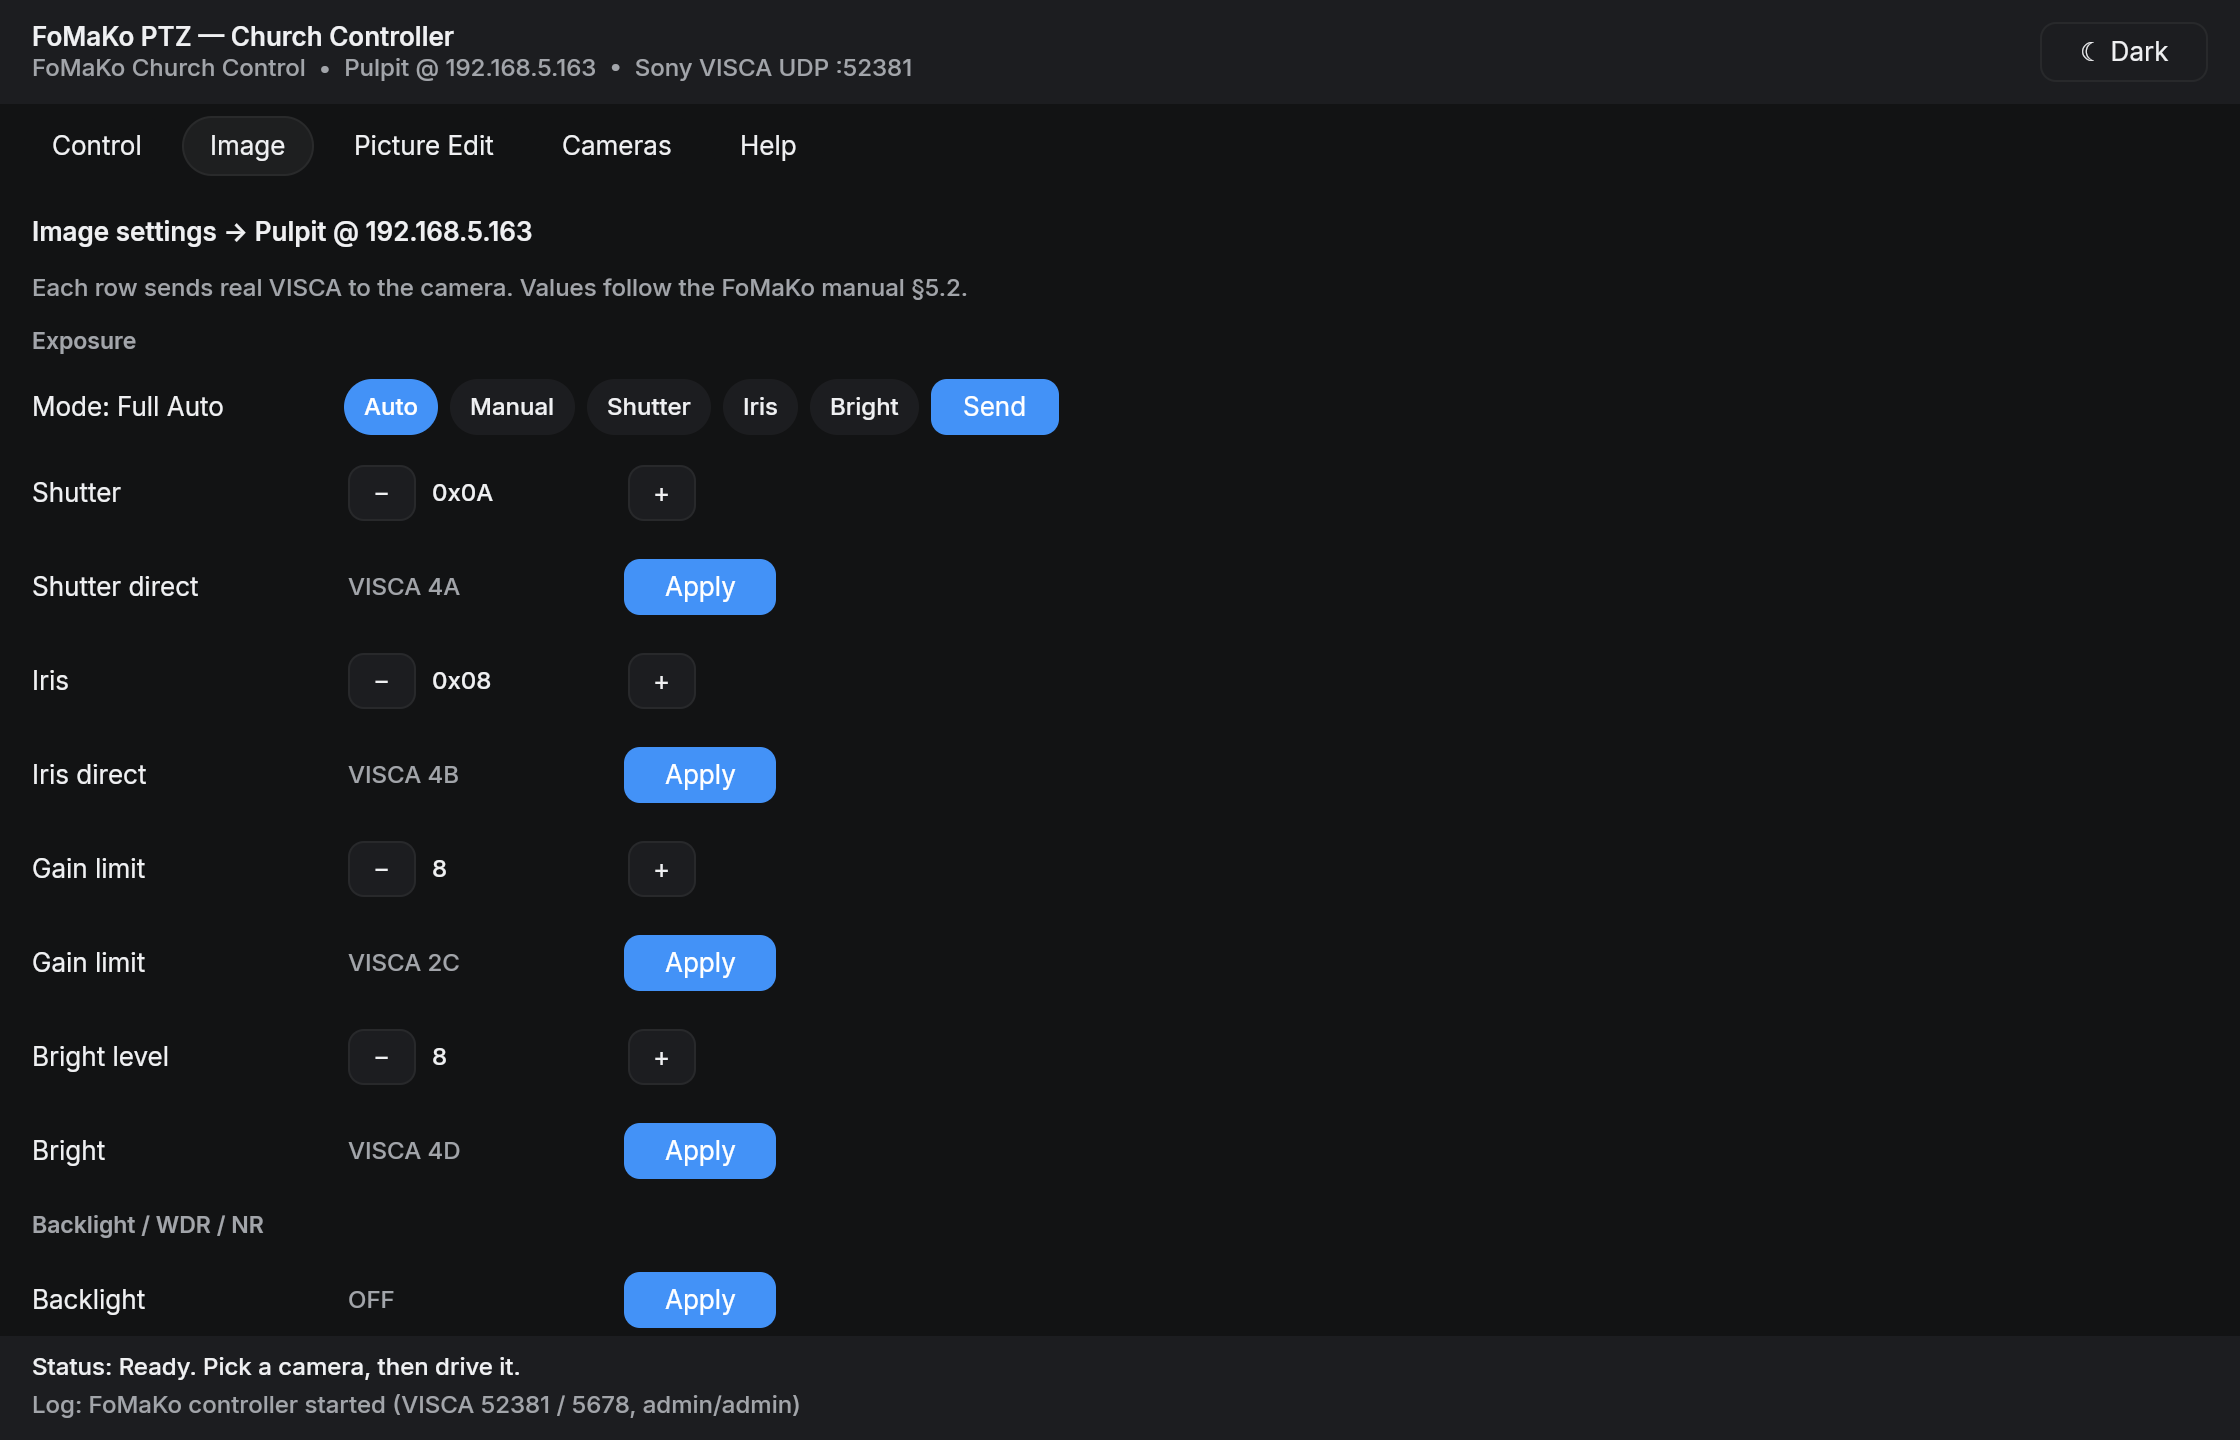 FoMaKo PTZ — Church Controller
FoMaKo Church Control • Pulpit @ 192.168.5.163 • Sony VISCA UDP :52381
☾ Dark
Control Image Picture Edit Cameras Help
Image settings → Pulpit @ 192.168.5.163
Each row sends real VISCA to the camera. Values follow the FoMaKo manual §5.2.
Exposure
Mode: Full Auto Auto Manual Shutter Iris Bright Send
Shutter − 0x0A +
Shutter direct VISCA 4A Apply
Iris − 0x08 +
Iris direct VISCA 4B Apply
Gain limit − 8 +
Gain limit VISCA 2C Apply
Bright level − 8 +
Bright VISCA 4D Apply
Backlight / WDR / NR
Backlight OFF Apply
Status: Ready. Pick a camera, then drive it.
Log: FoMaKo controller started (VISCA 52381 / 5678, admin/admin)